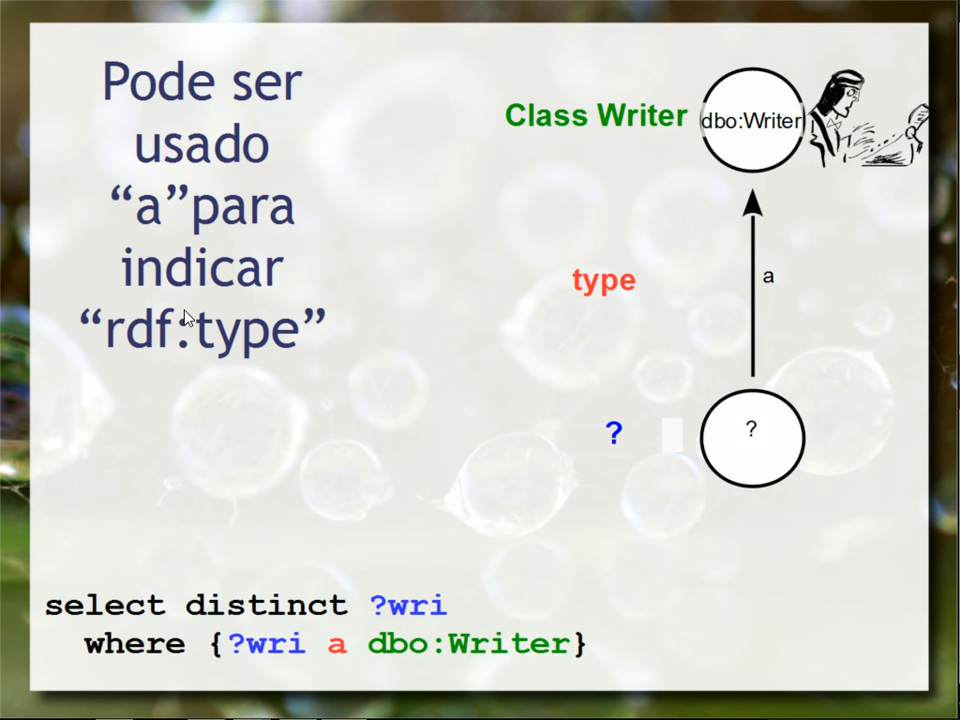 Pode ser
usado
“a”para
indicar
“rdf:type”
Class Writer
dbo:Writer
type
a
?
?
select distinct ?wri
where {?wri a dbo:Writer}